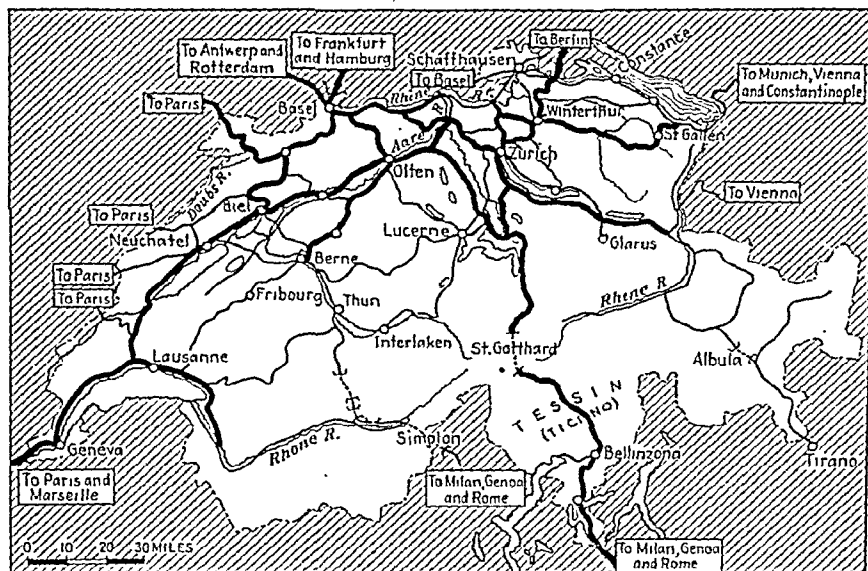 To Antwerp and
Rotterdam
To Frankfurt
and Hamburg
To Berlin
Schaffhausen
Constance
To Basel
To Munich, Vienna
and Constantinople
To Paris
Basel
Rhine R.
Winterthur
St. Gallen
Aare R.
Zurich
Olten
Doubs R.
To Vienna
To Paris
Biel
Neuchatel
Lucerne
Glarus
To Paris
Berne
To Paris
Fribourg
Thun
Rhine R
Interlaken
St. Gotthard
Lausanne
Albula
TESSIN
(TICINO)
Geneva
Rhone R.
Simplon
Bellinzona
Tirano
To Paris and
Marseille
To Milan, Genoa
and Rome
0 10 20 30 MILES
To Milan, Genoa
and Rome